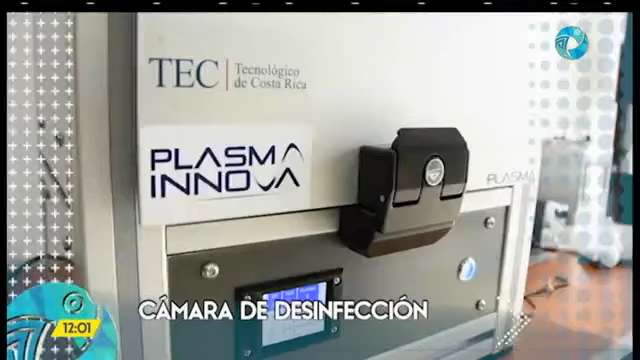 TEC
Tecnológico
de Costa Rica
PLASMA
INNOVA
PLASMA
CÁMARA DE DESINFECCIÓN
12:01